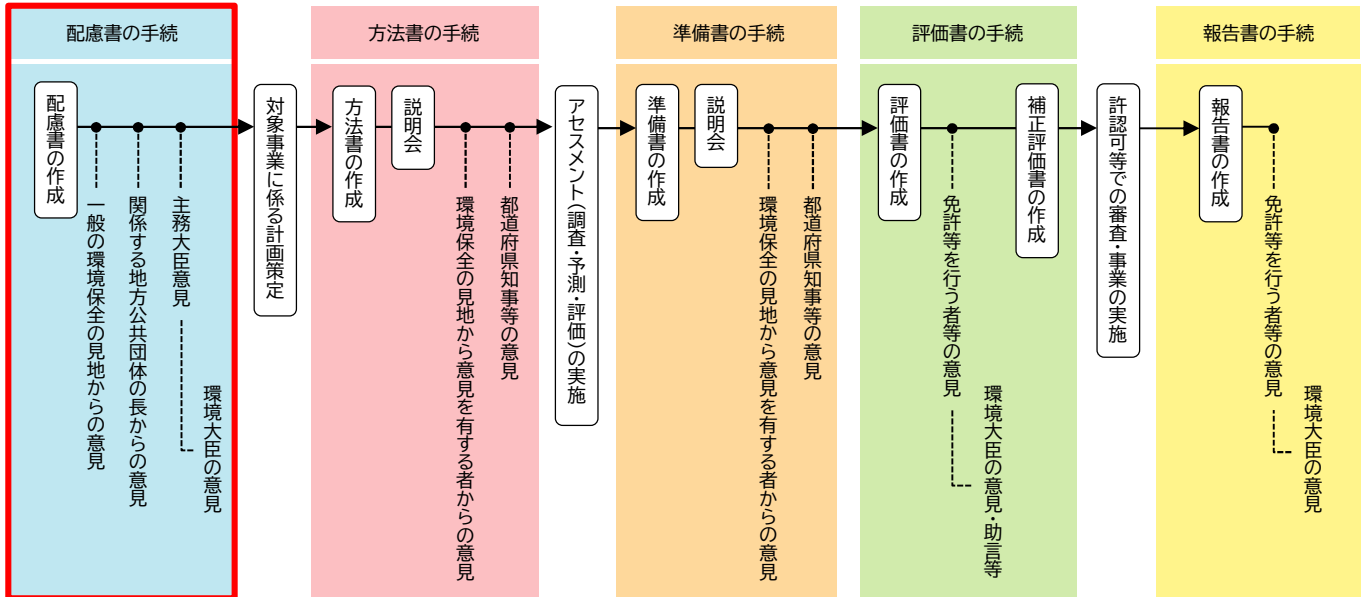 配慮書の手続
配慮書の作成
一般の環境保全の見地からの意見
関係する地方公共団体の長からの意見
主務大臣意見
環境大臣の意見
対象事業に係る計画策定
方法書の手続
方法書の作成
説明会
環境保全の見地から意見を有する者からの意見
都道府県知事等の意見
アセスメント(調査・予測・評価)の実施
準備書の手続
準備書の作成
説明会
環境保全の見地から意見を有する者からの意見
都道府県知事等の意見
評価書の手続
評価書の作成
免許等を行う者等の意見
環境大臣の意見・助言等
補正評価書の作成
許認可等での審査・事業の実施
報告書の手続
報告書の作成
免許等を行う者等の意見
環境大臣の意見